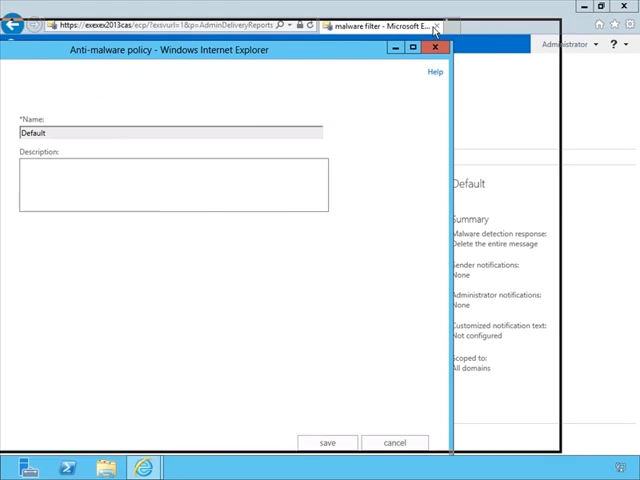 https://exexex2013cas/ecp/?exsvurl=1&p=AdminDeliveryReports
malware filter - Microsoft E...
Anti-malware policy - Windows Internet Explorer
Administrator
?
Help
*Name:
Default
Description:
Default
Summary
Malware detection response:
Delete the entire message
Sender notifications:
None
Administrator notifications:
None
Customized notification text:
Not configured
Scoped to:
All domains
save
cancel